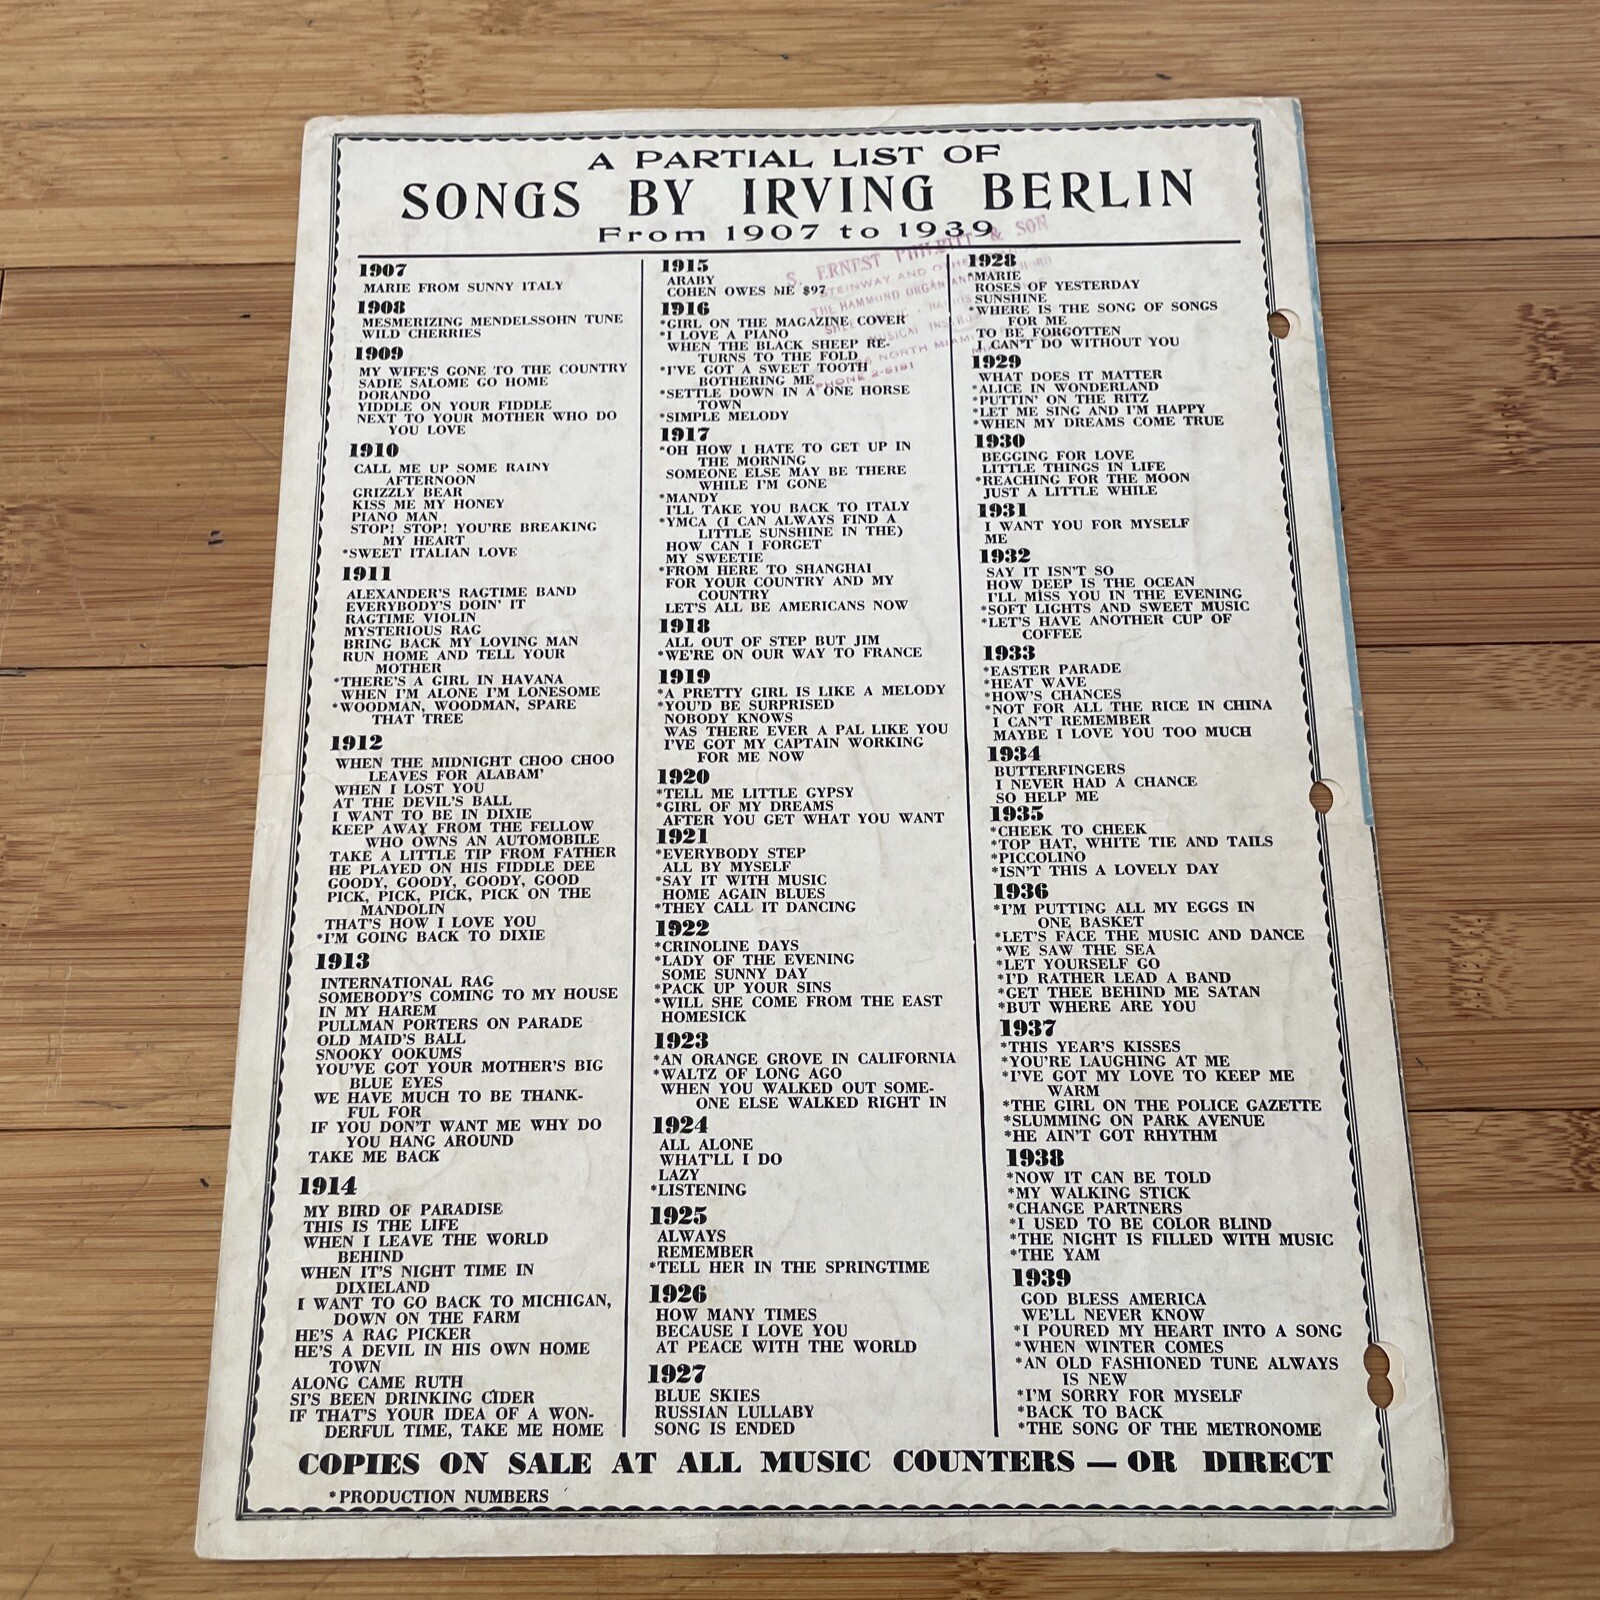 A PARTIAL LIST OF
SONGS BY IRVING BERLIN
From 1907 to 1939
1907
MARIE FROM SUNNY ITALY
1908
MESMERIZING MENDELSSOHN TUNE
WILD CHERRIES
1909
MY WIFE'S GONE TO THE COUNTRY
SADIE SALOME GO HOME
DORANDO
YIDDLE ON YOUR FIDDLE
NEXT TO YOUR MOTHER WHO DO
YOU LOVE
1910
CALL ME UP SOME RAINY
AFTERNOON
GRIZZLY BEAR
KISS ME MY HONEY
PIANO MAN
STOP! STOP! YOU'RE BREAKING
MY HEART
*SWEET ITALIAN LOVE
1911
ALEXANDER'S RAGTIME BAND
EVERYBODY'S DOIN' IT
RAGTIME VIOLIN
MYSTERIOUS RAG
BRING BACK MY LOVING MAN
RUN HOME AND TELL YOUR
MOTHER
*THERE'S A GIRL IN HAVANA
WHEN I'M ALONE I'M LONESOME
*WOODMAN, WOODMAN, SPARE
THAT TREE
1912
WHEN THE MIDNIGHT CHOO CHOO
LEAVES FOR ALABAM'
WHEN I LOST YOU
AT THE DEVIL'S BALL
I WANT TO BE IN DIXIE
KEEP AWAY FROM THE FELLOW
WHO OWNS AN AUTOMOBILE
TAKE A LITTLE TIP FROM FATHER
HE PLAYED ON HIS FIDDLE DEE
GOODY, GOODY, GOODY, GOOD
PICK, PICK, PICK, PICK ON THE
MANDOLIN
THAT'S HOW I LOVE YOU
*I'M GOING BACK TO DIXIE
1913
INTERNATIONAL RAG
SOMEBODY'S COMING TO MY HOUSE
IN MY HAREM
PULLMAN PORTERS ON PARADE
OLD MAID'S BALL
SNOOKY OOKUMS
YOU'VE GOT YOUR MOTHER'S BIG
BLUE EYES
WE HAVE MUCH TO BE THANK-
FUL FOR
IF YOU DON'T WANT ME WHY DO
YOU HANG AROUND
TAKE ME BACK
1914
MY BIRD OF PARADISE
THIS IS THE LIFE
WHEN I LEAVE THE WORLD
BEHIND
WHEN IT'S NIGHT TIME IN
DIXIELAND
I WANT TO GO BACK TO MICHIGAN,
DOWN ON THE FARM
HE'S A RAG PICKER
HE'S A DEVIL IN HIS OWN HOME
TOWN
ALONG CAME RUTH
SI'S BEEN DRINKING CIDER
IF THAT'S YOUR IDEA OF A WON-
DERFUL TIME, TAKE ME HOME
1915
ARABY
COHEN OWES ME $97
1916
*GIRL ON THE MAGAZINE COVER
*I LOVE A PIANO
WHEN THE BLACK SHEEP RE-
TURNS TO THE FOLD
*I'VE GOT A SWEET TOOTH
BOTHERING ME
*SETTLE DOWN IN A ONE HORSE
TOWN
*SIMPLE MELODY
1917
*OH HOW I HATE TO GET UP IN
THE MORNING
SOMEONE ELSE MAY BE THERE
WHILE I'M GONE
*MANDY
I'LL TAKE YOU BACK TO ITALY
*YMCA (I CAN ALWAYS FIND A
LITTLE SUNSHINE IN THE)
HOW CAN I FORGET
MY SWEETIE
*FROM HERE TO SHANGHAI
FOR YOUR COUNTRY AND MY
COUNTRY
LET'S ALL BE AMERICANS NOW
1918
ALL OUT OF STEP BUT JIM
*WE'RE ON OUR WAY TO FRANCE
1919
*A PRETTY GIRL IS LIKE A MELODY
*YOU'D BE SURPRISED
NOBODY KNOWS
WAS THERE EVER A PAL LIKE YOU
I'VE GOT MY CAPTAIN WORKING
FOR ME NOW
1920
*TELL ME LITTLE GYPSY
*GIRL OF MY DREAMS
AFTER YOU GET WHAT YOU WANT
1921
*EVERYBODY STEP
ALL BY MYSELF
*SAY IT WITH MUSIC
HOME AGAIN BLUES
*THEY CALL IT DANCING
1922
*CRINOLINE DAYS
*LADY OF THE EVENING
SOME SUNNY DAY
*PACK UP YOUR SINS
*WILL SHE COME FROM THE EAST
HOMESICK
1923
*AN ORANGE GROVE IN CALIFORNIA
*WALTZ OF LONG AGO
WHEN YOU WALKED OUT SOME-
ONE ELSE WALKED RIGHT IN
1924
ALL ALONE
WHAT'LL I DO
LAZY
*LISTENING
1925
ALWAYS
REMEMBER
*TELL HER IN THE SPRINGTIME
1926
HOW MANY TIMES
BECAUSE I LOVE YOU
AT PEACE WITH THE WORLD
1927
BLUE SKIES
RUSSIAN LULLABY
SONG IS ENDED
1928
*MARIE
ROSES OF YESTERDAY
SUNSHINE
*WHERE IS THE SONG OF SONGS
FOR ME
TO BE FORGOTTEN
I CAN'T DO WITHOUT YOU
1929
WHAT DOES IT MATTER
*ALICE IN WONDERLAND
*PUTTIN' ON THE RITZ
*LET ME SING AND I'M HAPPY
*WHEN MY DREAMS COME TRUE
1930
BEGGING FOR LOVE
LITTLE THINGS IN LIFE
*REACHING FOR THE MOON
JUST A LITTLE WHILE
1931
I WANT YOU FOR MYSELF
ME
1932
SAY IT ISN'T SO
HOW DEEP IS THE OCEAN
I'LL MISS YOU IN THE EVENING
*SOFT LIGHTS AND SWEET MUSIC
*LET'S HAVE ANOTHER CUP OF
COFFEE
1933
*EASTER PARADE
*HEAT WAVE
*HOW'S CHANCES
*NOT FOR ALL THE RICE IN CHINA
I CAN'T REMEMBER
MAYBE I LOVE YOU TOO MUCH
1934
BUTTERFINGERS
I NEVER HAD A CHANCE
SO HELP ME
1935
*CHEEK TO CHEEK
*TOP HAT, WHITE TIE AND TAILS
*PICCOLINO
*ISN'T THIS A LOVELY DAY
1936
*I'M PUTTING ALL MY EGGS IN
ONE BASKET
*LET'S FACE THE MUSIC AND DANCE
*WE SAW THE SEA
*LET YOURSELF GO
*I'D RATHER LEAD A BAND
*GET THEE BEHIND ME SATAN
*BUT WHERE ARE YOU
1937
*THIS YEAR'S KISSES
*YOU'RE LAUGHING AT ME
*I'VE GOT MY LOVE TO KEEP ME
WARM
*THE GIRL ON THE POLICE GAZETTE
*SLUMMING ON PARK AVENUE
*HE AIN'T GOT RHYTHM
1938
*NOW IT CAN BE TOLD
*MY WALKING STICK
*CHANGE PARTNERS
*I USED TO BE COLOR BLIND
*THE NIGHT IS FILLED WITH MUSIC
*THE YAM
1939
GOD BLESS AMERICA
WE'LL NEVER KNOW
*I POURED MY HEART INTO A SONG
*WHEN WINTER COMES
*AN OLD FASHIONED TUNE ALWAYS
IS NEW
*I'M SORRY FOR MYSELF
*BACK TO BACK
*THE SONG OF THE METRONOME
S. ERNEST PHILPITT & SON
STEINWAY AND
THE HAMMOND ORGAN AND
NORTH MIAMI
PHONE 2-5191
COPIES ON SALE AT ALL MUSIC COUNTERS — OR DIRECT
*PRODUCTION NUMBERS